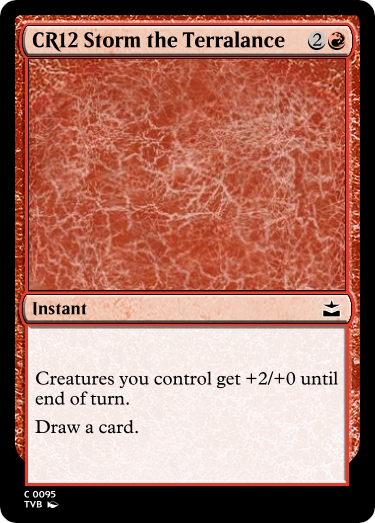 CR12 Storm the Terralance 2
Instant
Creatures you control get +2/+0 until
end of turn.
Draw a card.
C 0095
TVB